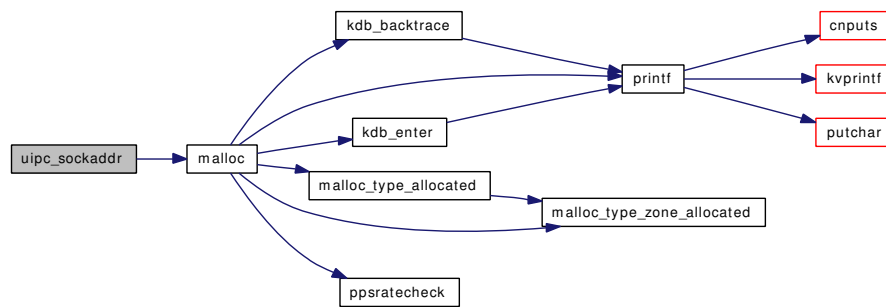 kdb_backtrace
cnputs
printf
kvprintf
kdb_enter
putchar
uipc_sockaddr
malloc
malloc_type_allocated
malloc_type_zone_allocated
ppsratecheck